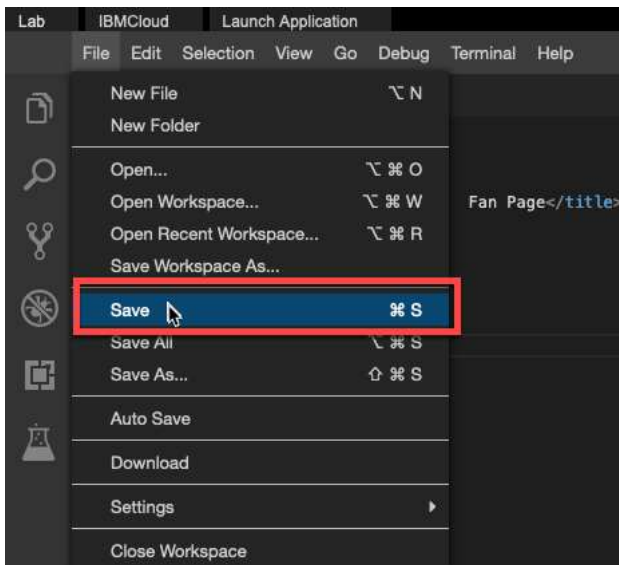 Lab IBMCloud Launch Application
File Edit Selection View Go Debug Terminal Help
New File ⌥ N
New Folder
Open... ⌥ ⌘ O
Open Workspace... ⌥ ⌘ W
Fan Page</title>
Open Recent Workspace... ⌥ ⌘ R
Save Workspace As...
Save ⌘ S
Save All ⌥ ⌘ S
Save As... ⇧ ⌘ S
Auto Save
Download
Settings
Close Workspace